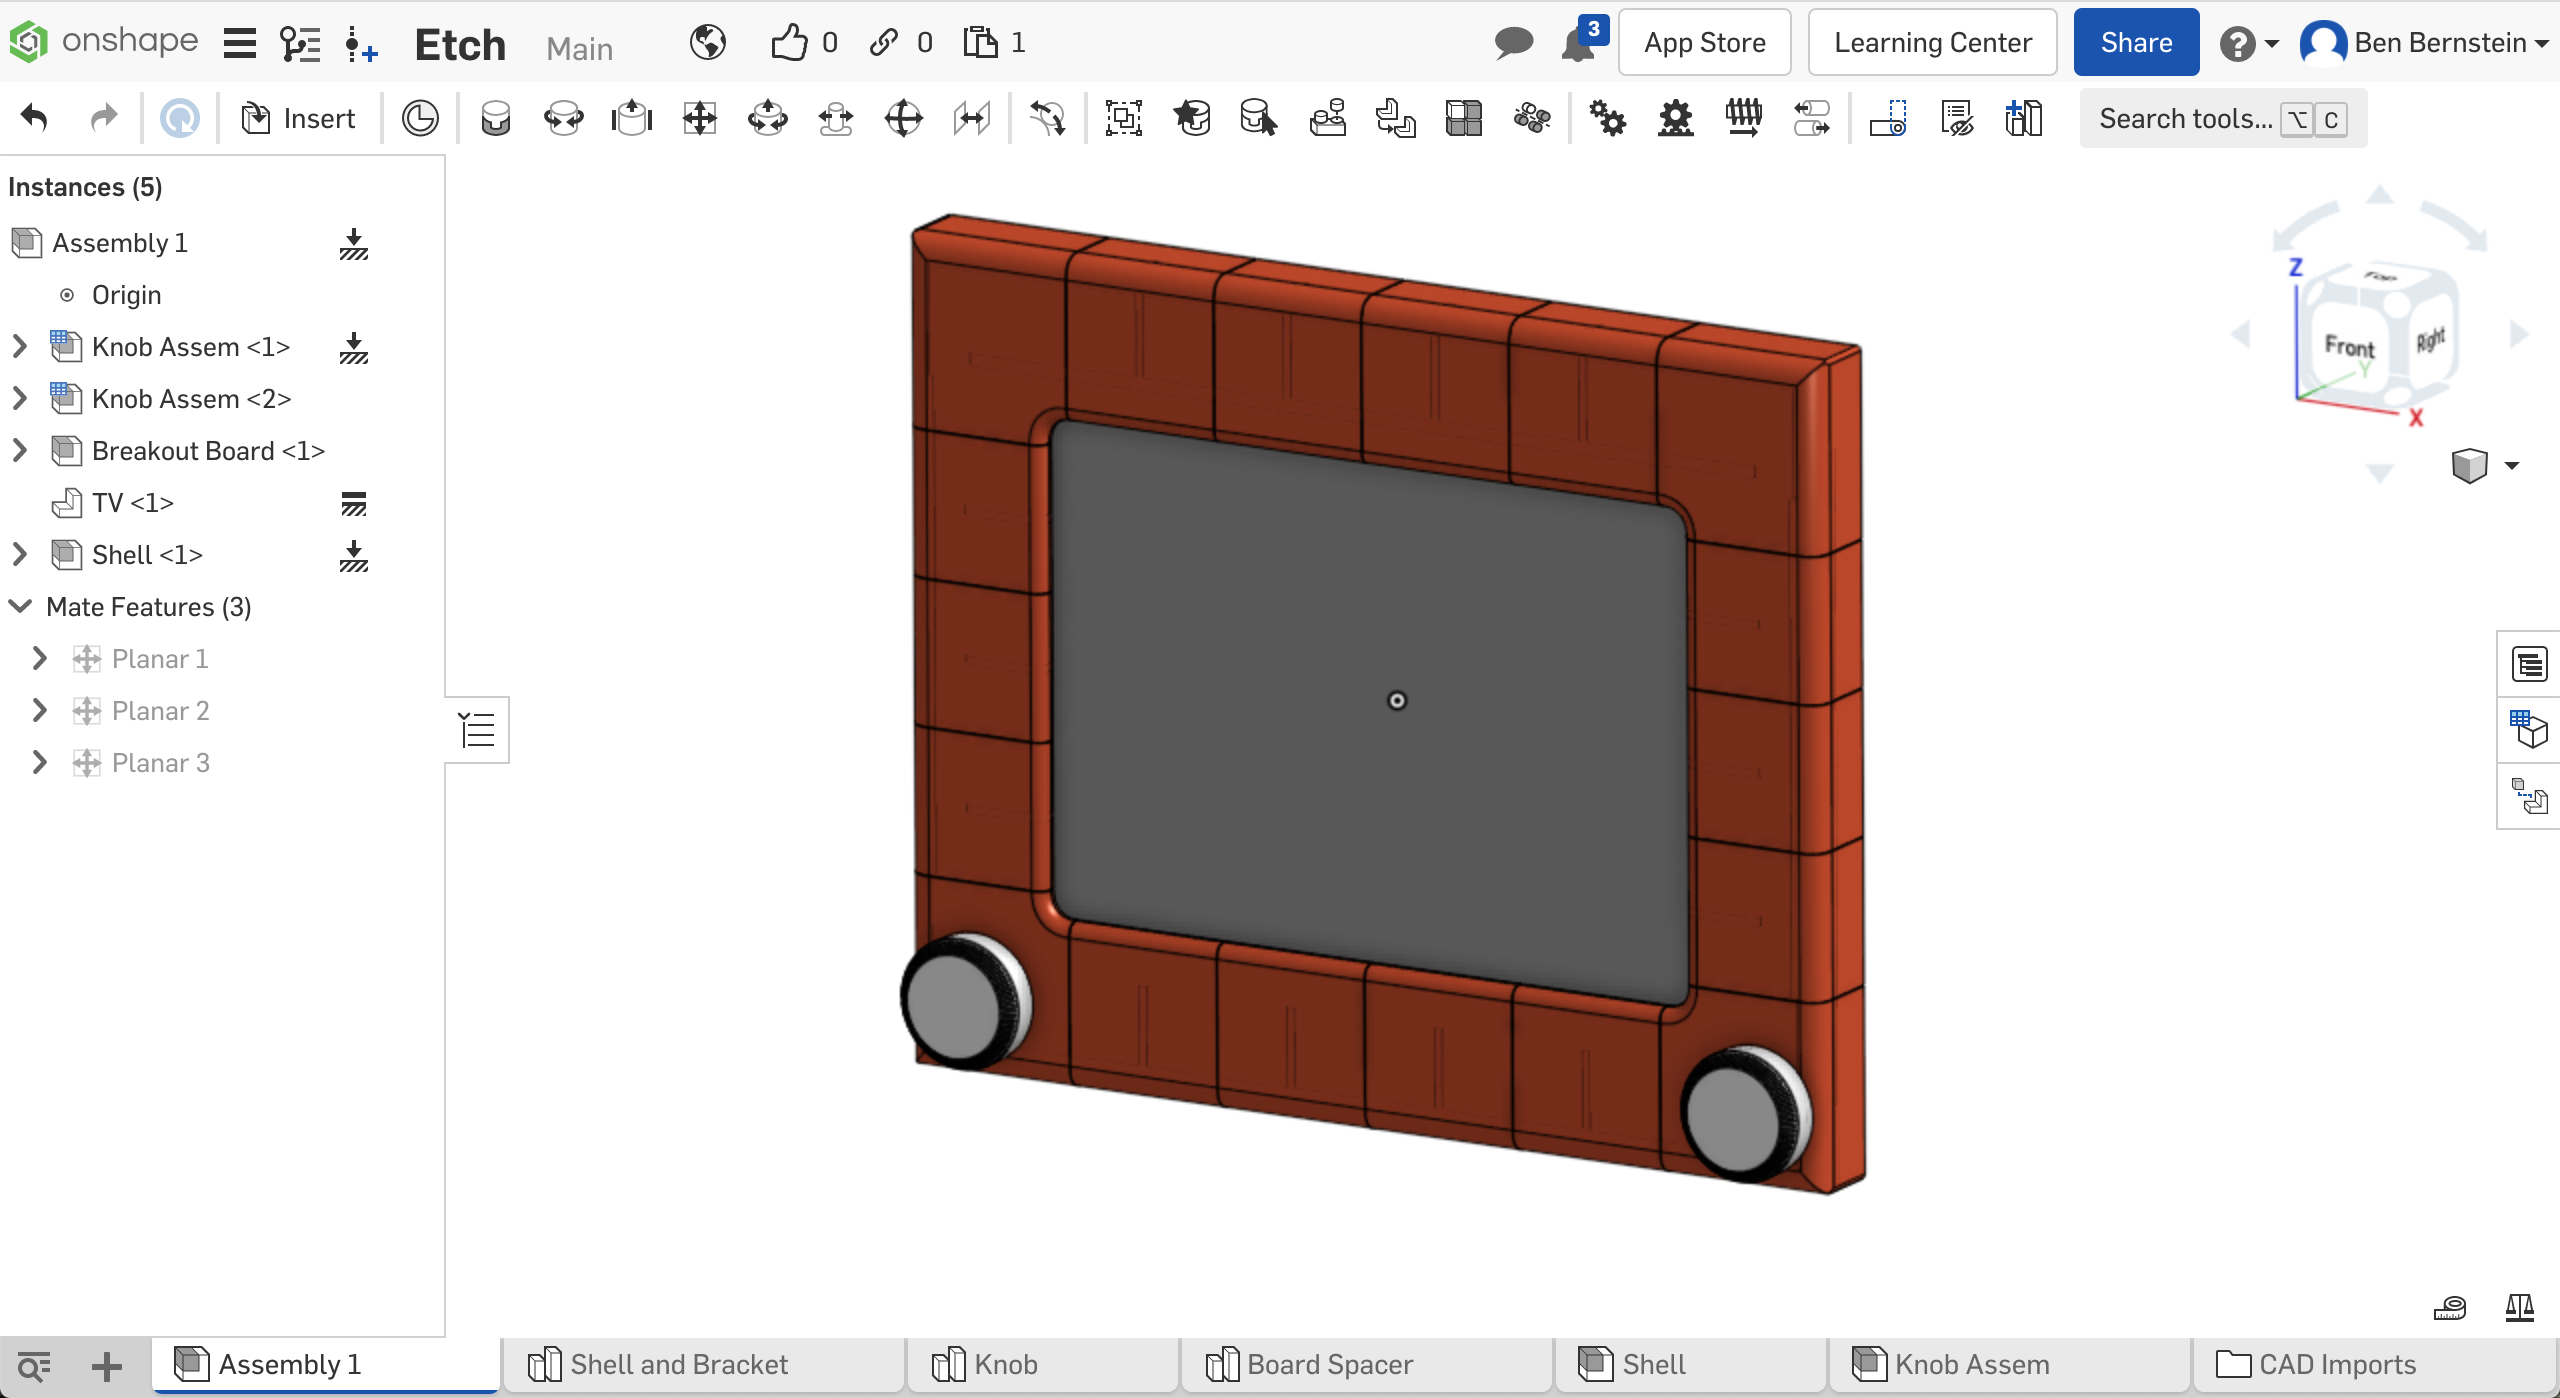 onshape Etch Main 0 0 1 3 App Store Learning Center Share ? Ben Bernstein
Insert Search tools... ⌥ C
Instances (5)
Assembly 1
Origin
Knob Assem <1>
Knob Assem <2>
Breakout Board <1>
TV <1>
Shell <1>
Mate Features (3)
Planar 1
Planar 2
Planar 3
Z
Top
Front
Right
Y
X
Assembly 1 Shell and Bracket Knob Board Spacer Shell Knob Assem CAD Imports